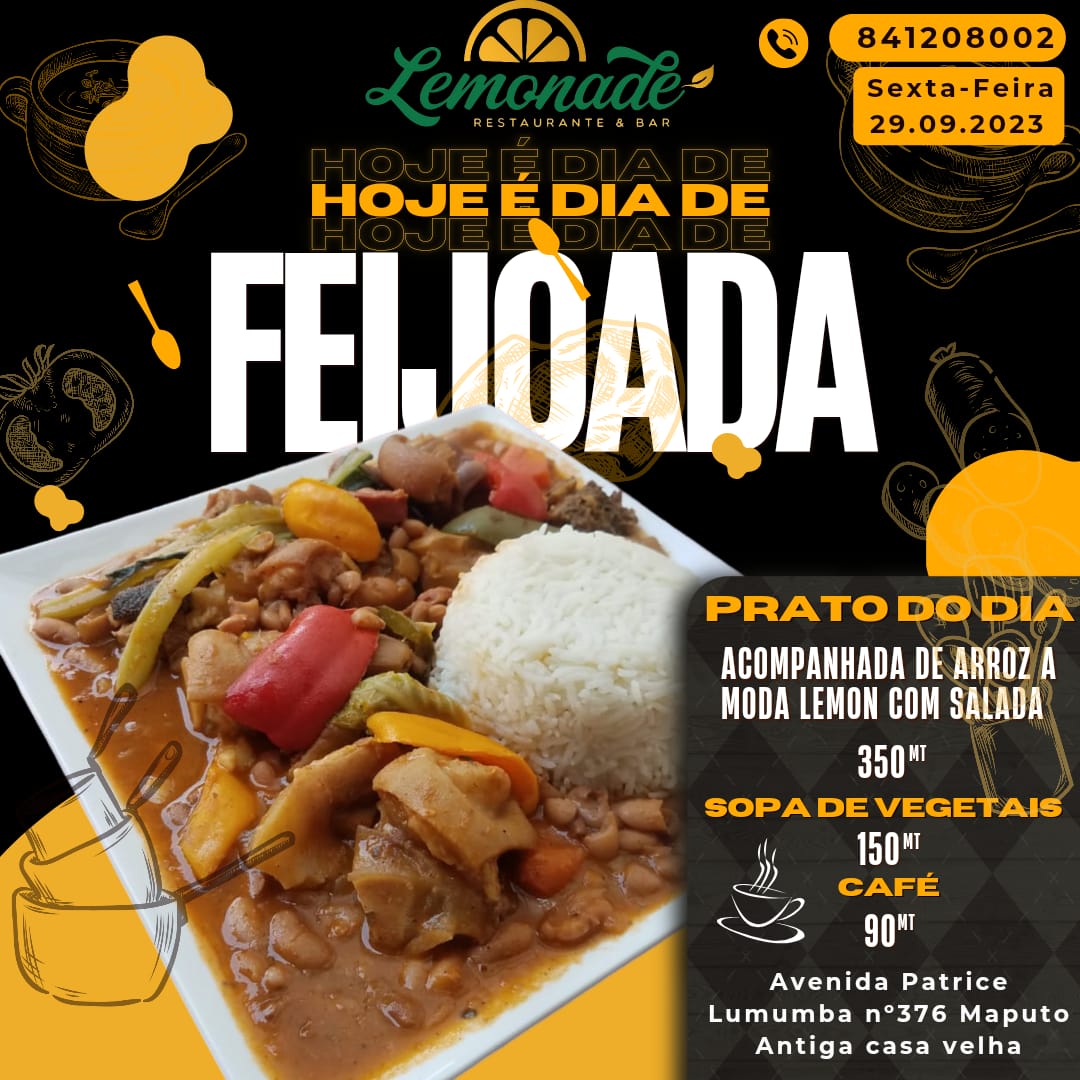 Lemonade
RESTAURANTE & BAR
841208002
Sexta-Feira
29.09.2023
HOJE É DIA DE
HOJE É DIA DE
HOJE É DIA DE
FEIJOADA
PRATO DO DIA
ACOMPANHADA DE ARROZ A
MODA LEMON COM SALADA
350MT
SOPA DE VEGETAIS
150MT
CAFÉ
90MT
Avenida Patrice
Lumumba nº376 Maputo
Antiga casa velha